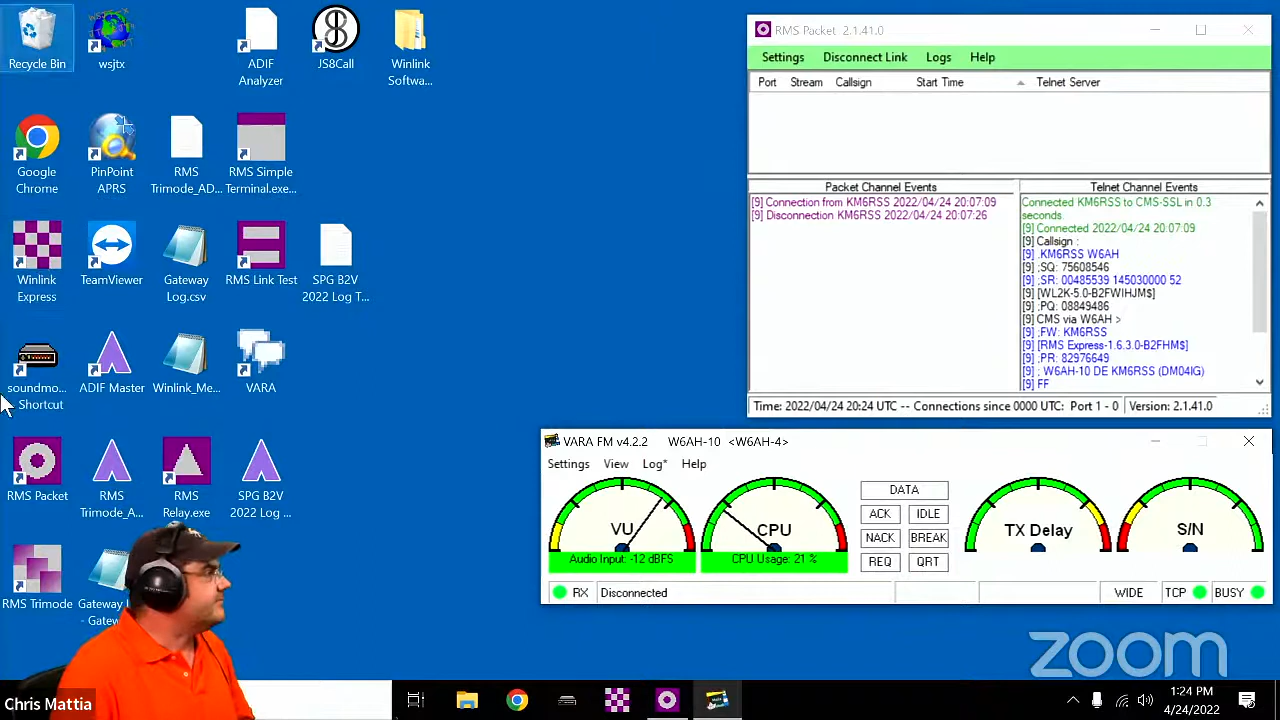 Recycle Bin
wsjtx
ADIF
Analyzer
JS8Call
Winlink
Softwa...
Google
Chrome
PinPoint
APRS
RMS
Trimode_AD...
RMS Simple
Terminal.exe...
Winlink
Express
TeamViewer
Gateway
Log.csv
RMS Link Test
SPG B2V
2022 Log T...
soundmo...
Shortcut
ADIF Master
Winlink_Me...
VARA
RMS Packet
RMS
Trimode_A...
RMS
Relay.exe
SPG B2V
2022 Log ...
RMS Trimode
Gateway
- Gatew
Chris Mattia
RMS Packet 2.1.41.0
Settings Disconnect Link Logs Help
Port Stream Callsign Start Time Telnet Server
Packet Channel Events
[9] Connection from KM6RSS 2022/04/24 20:07:09
[9] Disconnection KM6RSS 2022/04/24 20:07:26
Telnet Channel Events
Connected KM6RSS to CMS-SSL in 0.3
seconds.
[9] Connected 2022/04/24 20:07:09
[9] Callsign :
[9] .KM6RSS W6AH
[9] ;SQ: 75608546
[9] ;SR: 00485539 145030000 52
[9] [WL2K-5.0-B2FWIHJM$]
[9] ;PQ: 08849486
[9] CMS via W6AH >
[9] ;FW: KM6RSS
[9] [RMS Express-1.6.3.0-B2FHM$]
[9] ;PR: 82976649
[9] ; W6AH-10 DE KM6RSS (DM04IG)
[9] FF
Time: 2022/04/24 20:24 UTC -- Connections since 0000 UTC: Port 1 - 0 Version: 2.1.41.0
VARA FM v4.2.2 W6AH-10 <W6AH-4>
Settings View Log* Help
VU
Audio Input: -12 dBFS
CPU
CPU Usage: 21 %
DATA
ACK IDLE
NACK BREAK
REQ QRT
TX Delay
S/N
RX Disconnected WIDE TCP BUSY
zoom
1:24 PM
4/24/2022